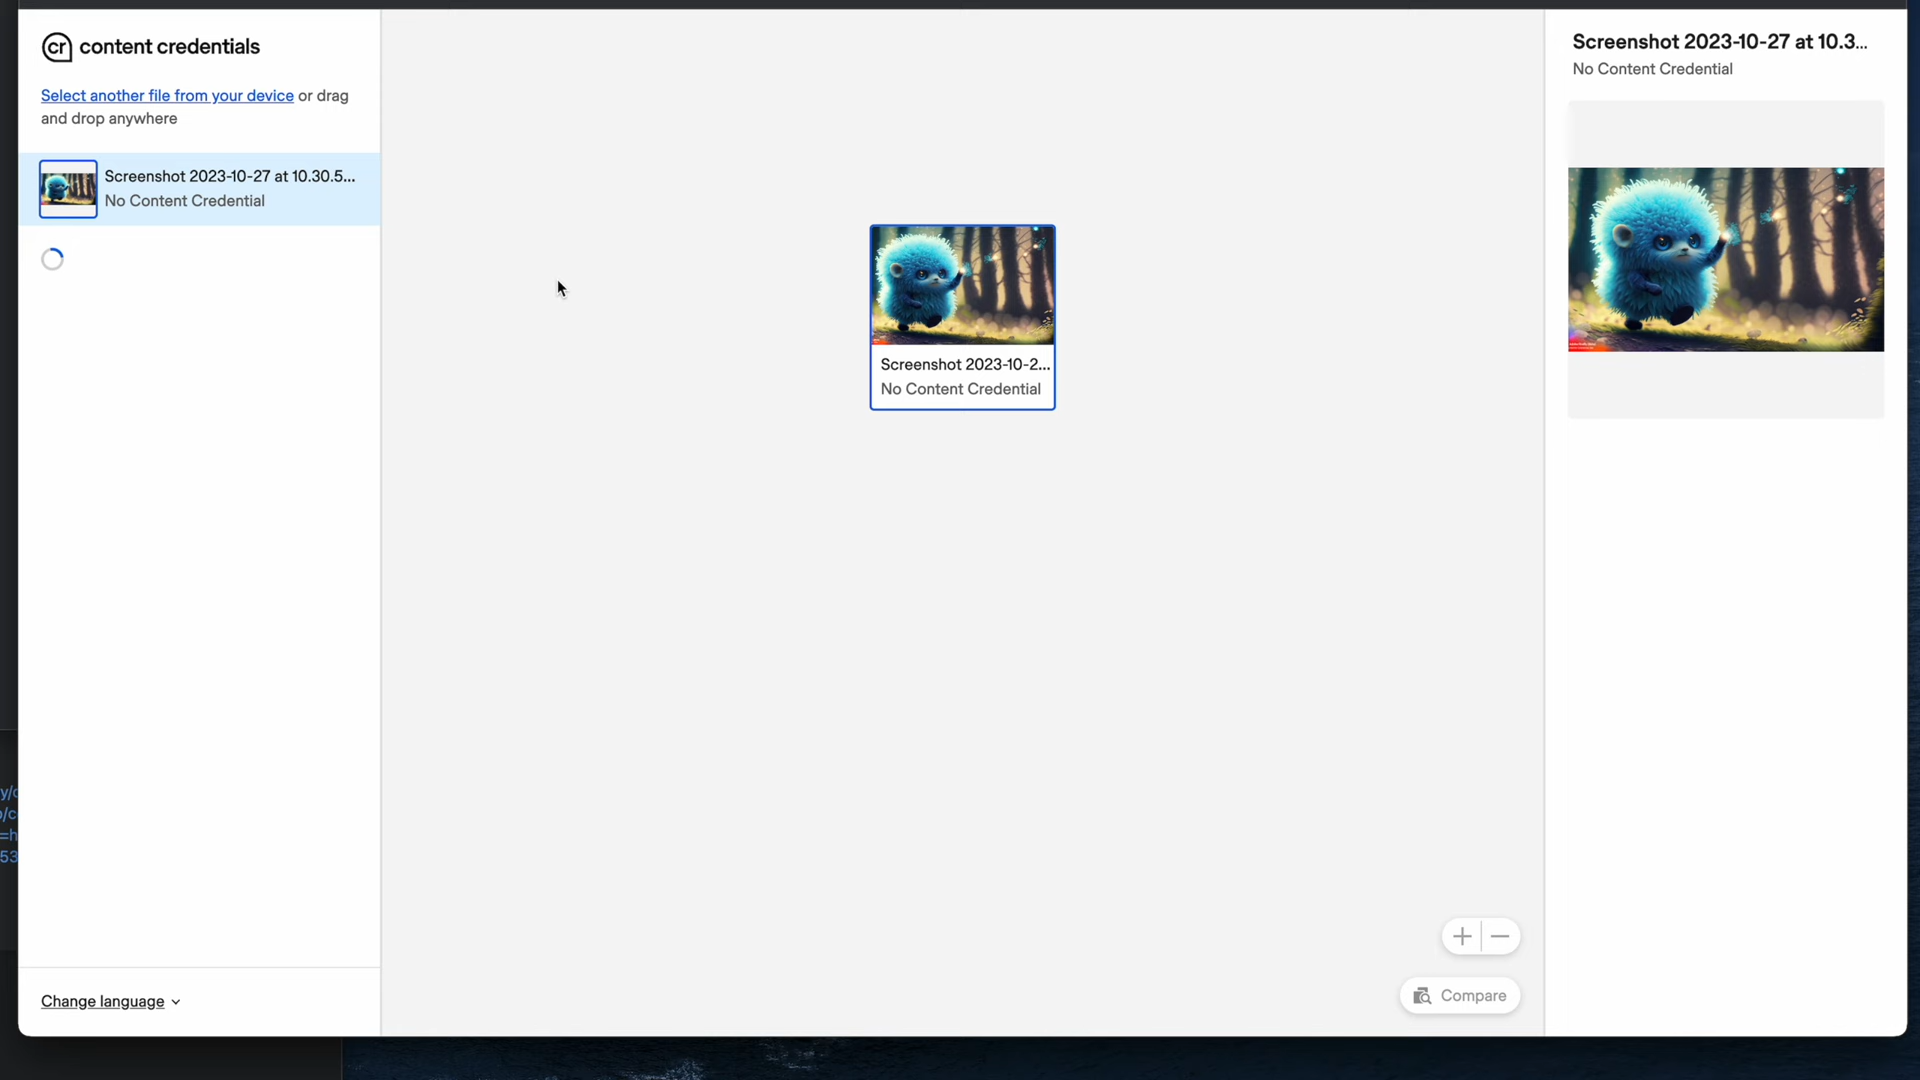 cr content credentials
Select another file from your device or drag
and drop anywhere
Screenshot 2023-10-27 at 10.30.5...
No Content Credential
Change language
Screenshot 2023-10-2...
No Content Credential
Compare
Screenshot 2023-10-27 at 10.3...
No Content Credential
y/c
/c
=h
53